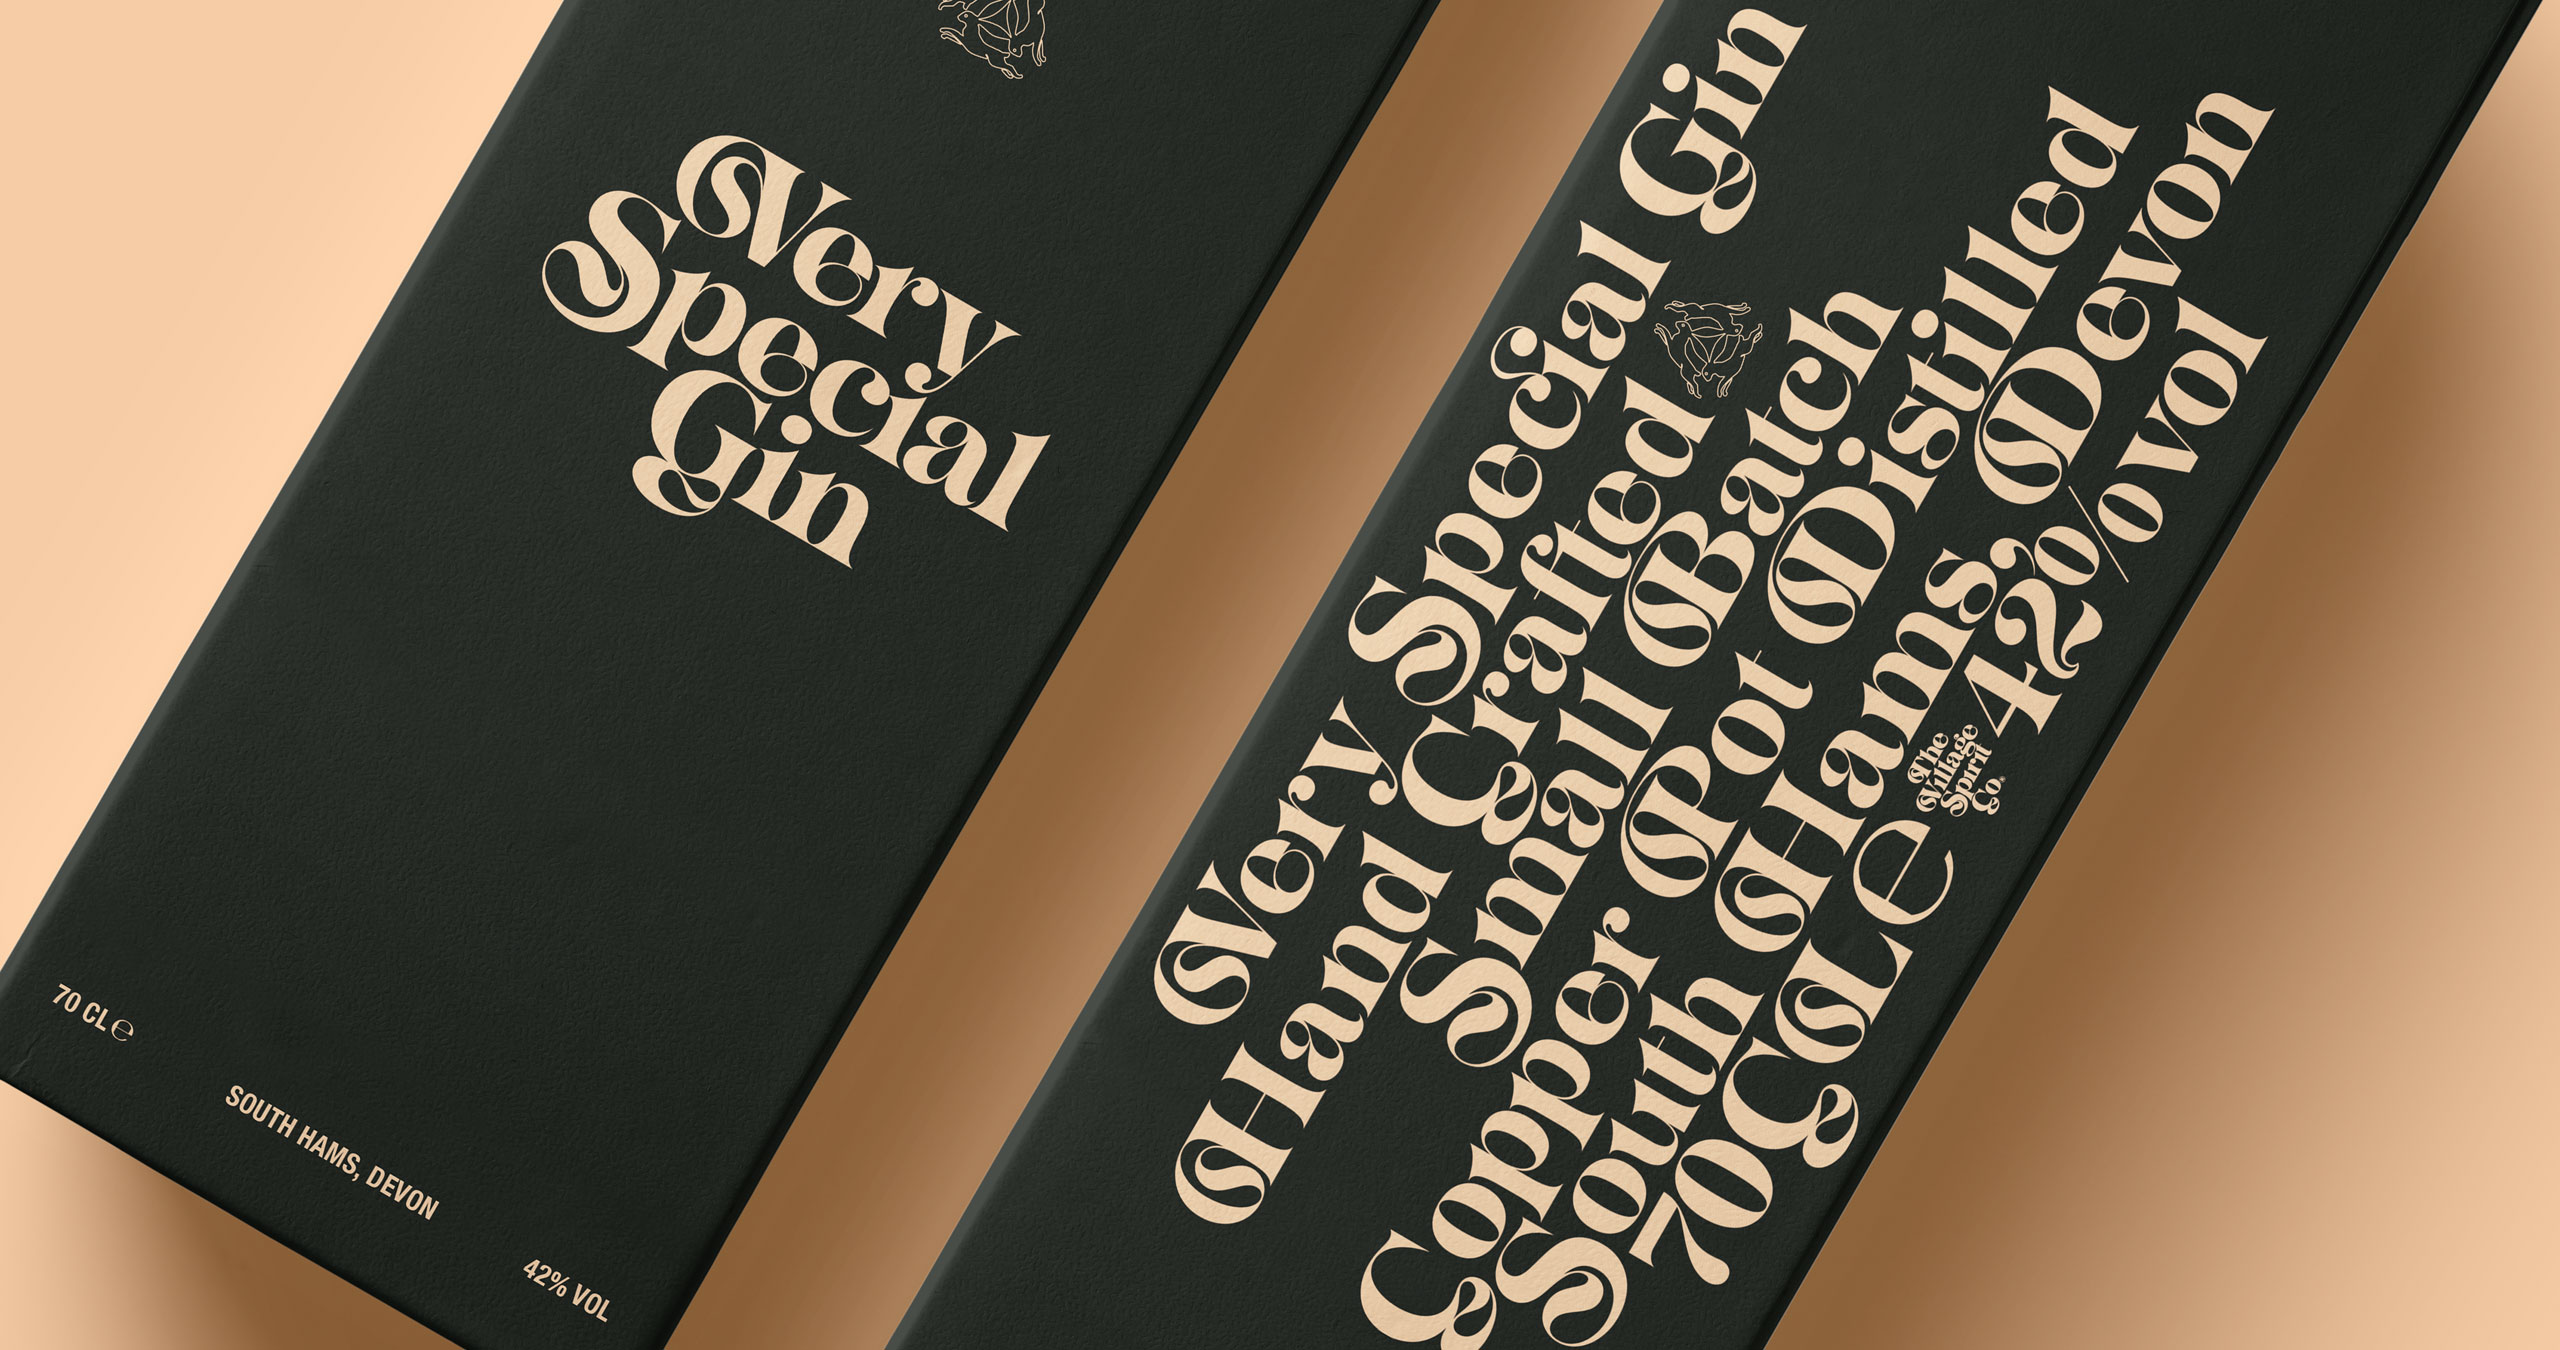 Very
Special
Gin
70 CL ℮
SOUTH HAMS, DEVON
42% VOL
Very Special Gin
Hand Crafted
Small Batch
Copper Pot Distilled
South Hams Devon
70CL℮
The
Village
Spirit
Co.®
42%vol